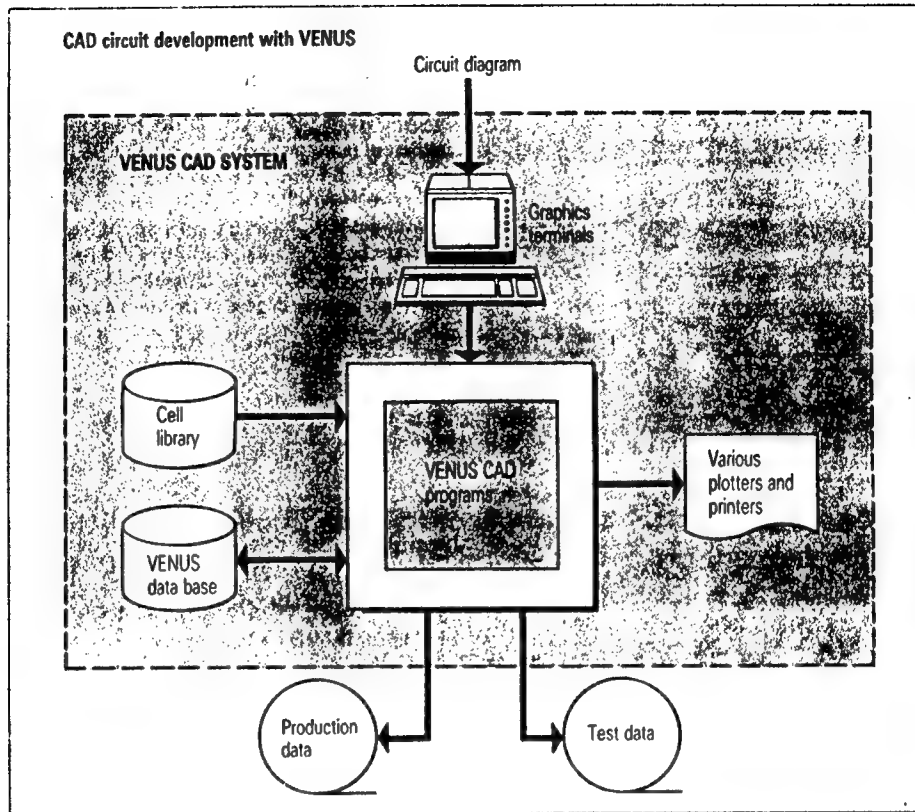 CAD circuit development with VENUS
Circuit diagram
VENUS CAD SYSTEM
Graphics
terminals
Cell
library
VENUS CAD
programs
Various
plotters and
printers
VENUS
data base
Production
data
Test data